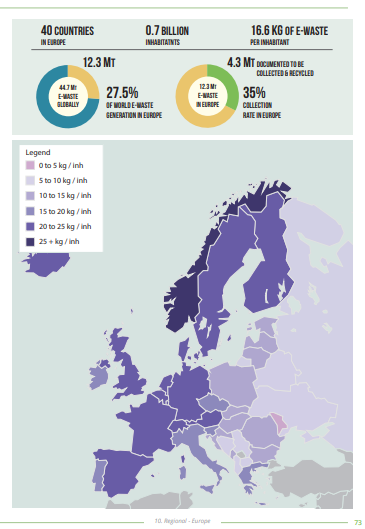 40 COUNTRIES
IN EUROPE
0.7 BILLION
INHABITATNTS
16.6 KG OF E-WASTE
PER INHABITANT
12.3 MT
44.7 MT
E-WASTE
GLOBALLY
27.5%
OF WORLD E-WASTE
GENERATION IN EUROPE
4.3 MT DOCUMENTED TO BE
COLLECTED & RECYCLED
12.3 MT
E-WASTE
IN EUROPE
35%
COLLECTION
RATE IN EUROPE
Legend
0 to 5 kg / inh
5 to 10 kg / inh
10 to 15 kg / inh
15 to 20 kg / inh
20 to 25 kg / inh
25 + kg / inh
10. Regional - Europe
73